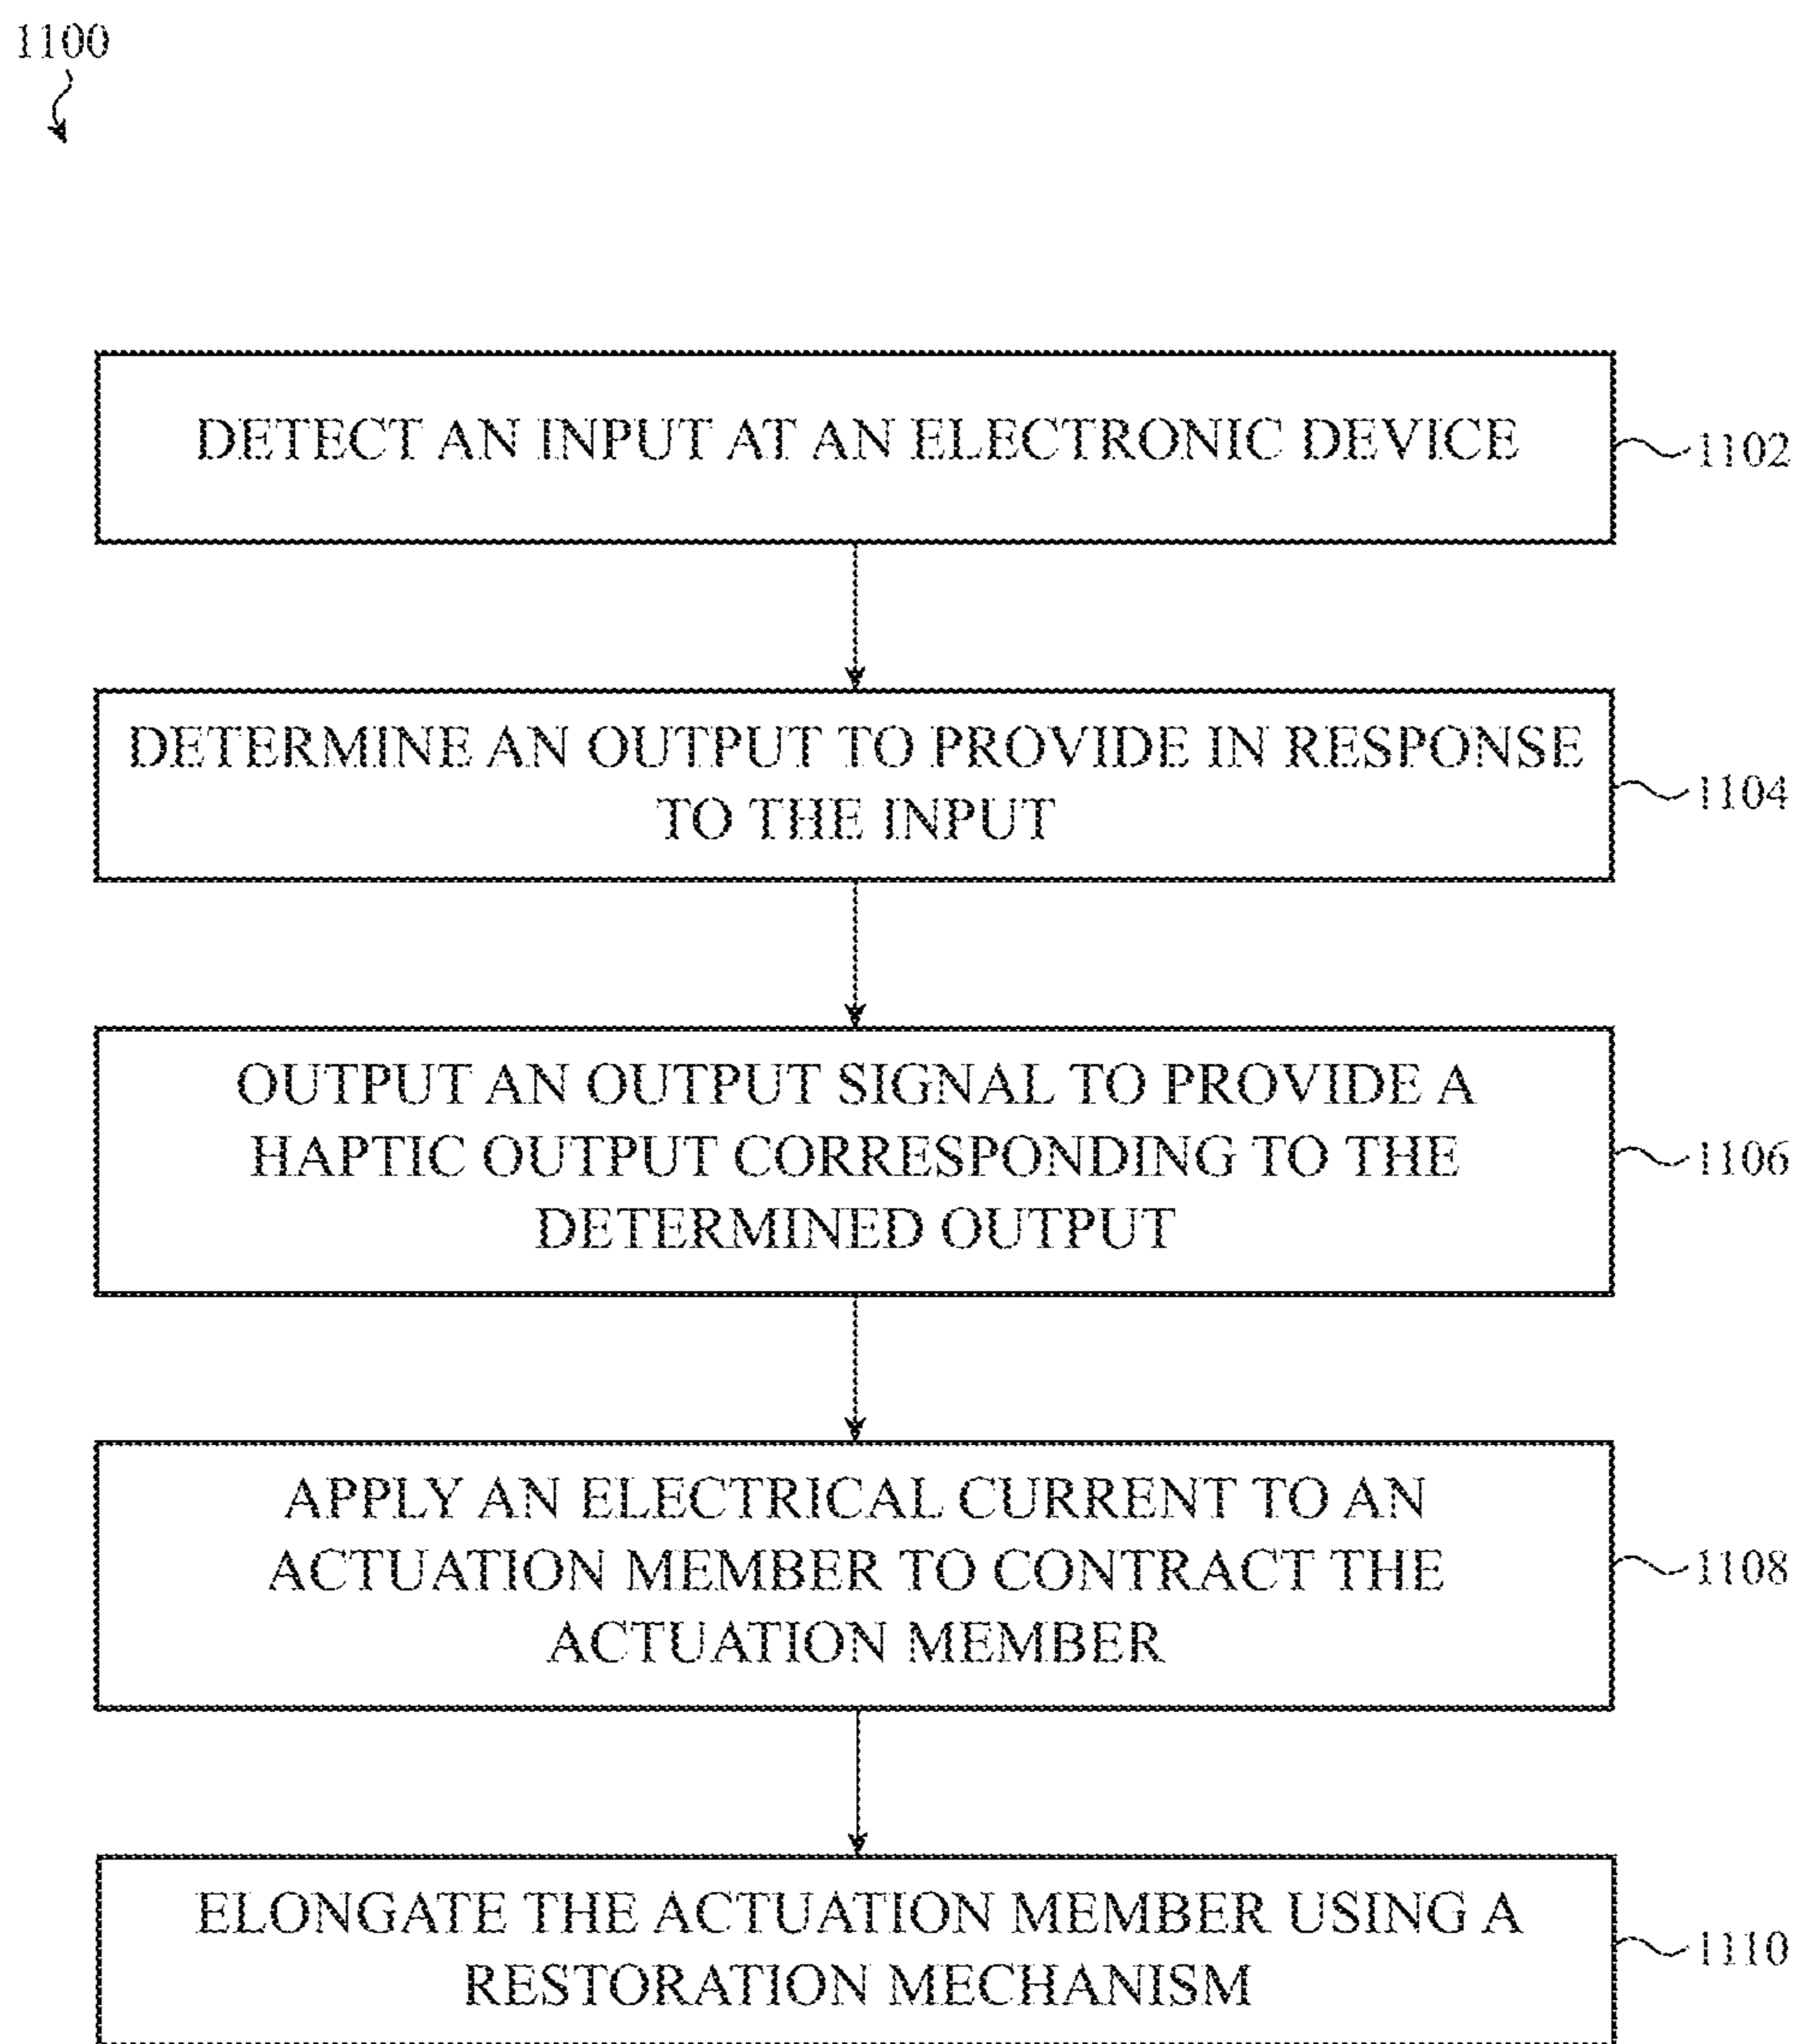 1100
DETECT AN INPUT AT AN ELECTRONIC DEVICE
1102
DETERMINE AN OUTPUT TO PROVIDE IN RESPONSE
TO THE INPUT
1104
OUTPUT AN OUTPUT SIGNAL TO PROVIDE A
HAPTIC OUTPUT CORRESPONDING TO THE
DETERMINED OUTPUT
1106
APPLY AN ELECTRICAL CURRENT TO AN
ACTUATION MEMBER TO CONTRACT THE
ACTUATION MEMBER
1108
ELONGATE THE ACTUATION MEMBER USING A
RESTORATION MECHANISM
1110